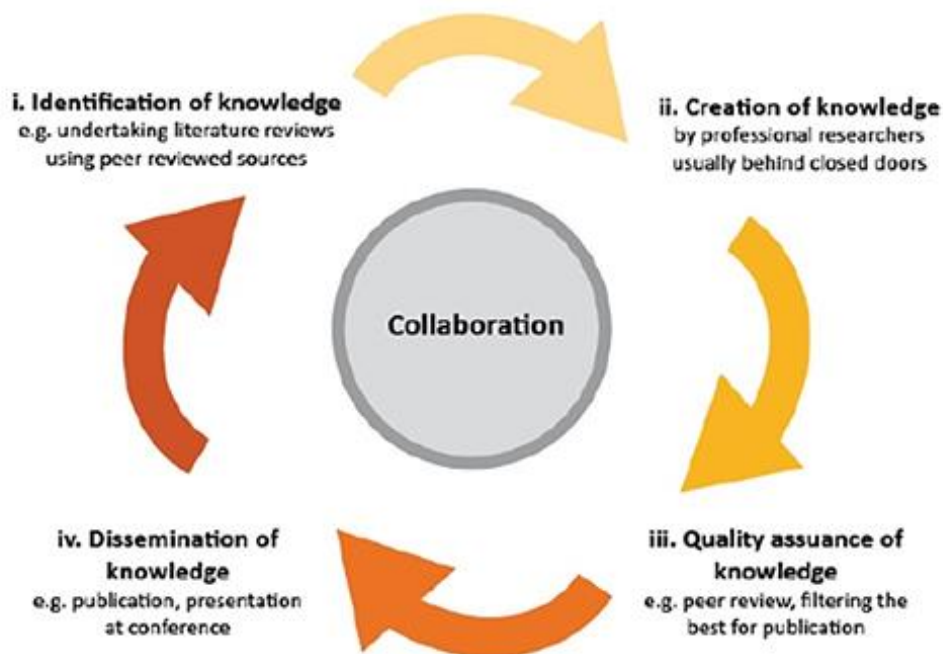 i. Identification of knowledge
e.g. undertaking literature reviews
using peer reviewed sources
ii. Creation of knowledge
by professional researchers
usually behind closed doors
Collaboration
iii. Quality assuance of
knowledge
e.g. peer review, filtering the
best for publication
iv. Dissemination of
knowledge
e.g. publication, presentation
at conference